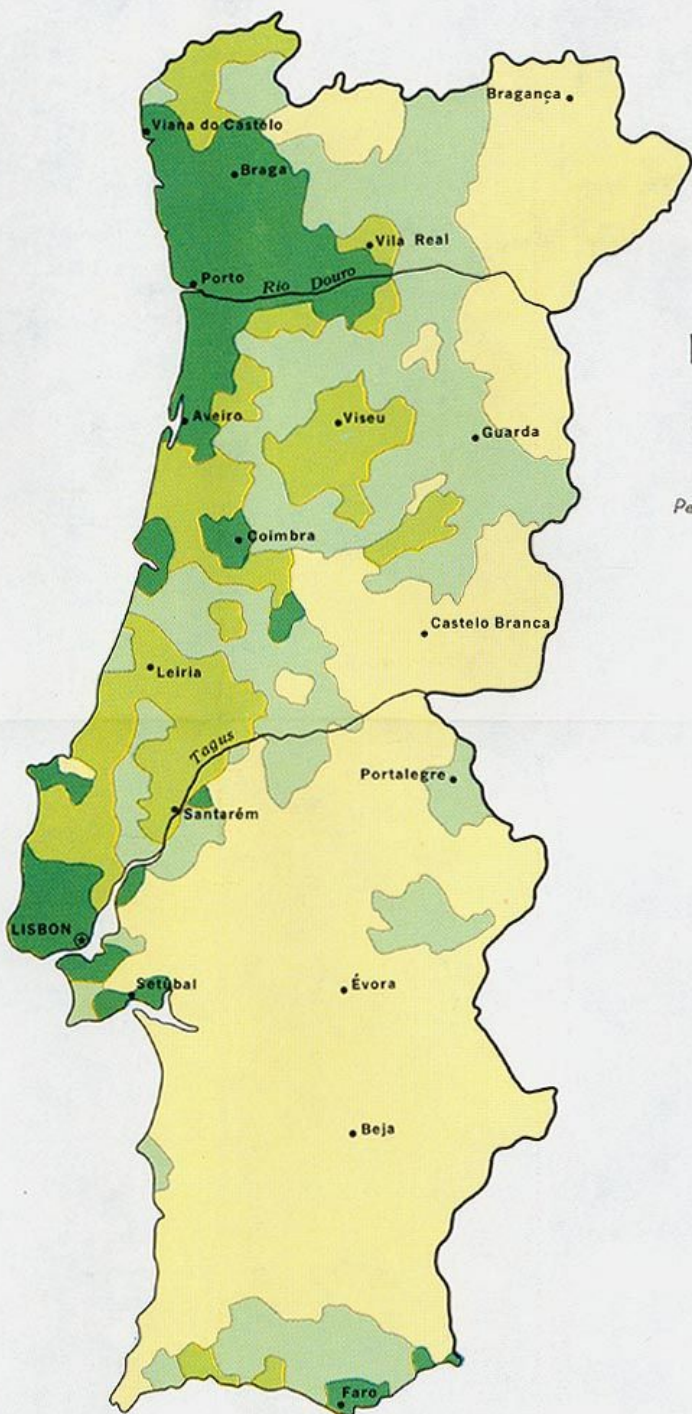 Bragança
Viana do Castelo
Braga
Vila Real
Porto
Rio Douro
Aveiro
Viseu
Guarda
Pe
Coimbra
Castelo Branca
Leiria
Tagus
Portalegre
Santarém
LISBON
Setúbal
Évora
Beja
Faro